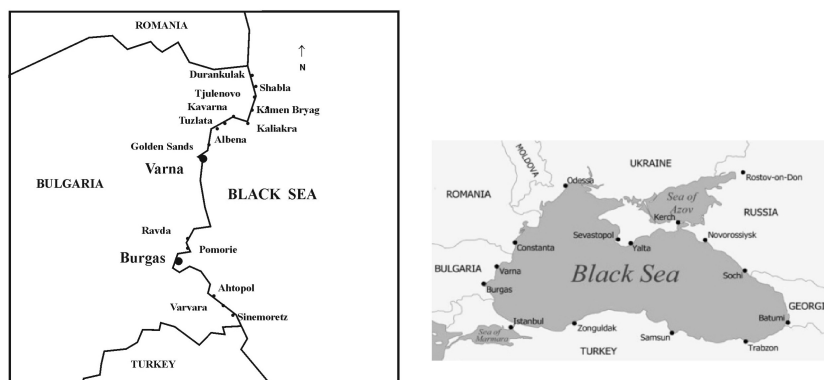 ROMANIA
N
Durankulak
Shabla
Tjulenovo
Kavarna
Kamen Bryag
Tuzlata
Kaliakra
Albena
Golden Sands
Varna
BULGARIA
BLACK SEA
Ravda
Pomorie
Burgas
Ahtopol
Varvara
Sinemoretz
TURKEY
MOLDOVA
UKRAINE
Odessa
Rostov-on-Don
ROMANIA
Sea of
Azov
Kerch
RUSSIA
Sevastopol
Yalta
Novorossiysk
Constanta
Black Sea
BULGARIA
Varna
Sochi
Burgas
GEORGI
Batumi
Istanbul
Zonguldak
Sea of
Marmara
Samsun
Trabzon
TURKEY